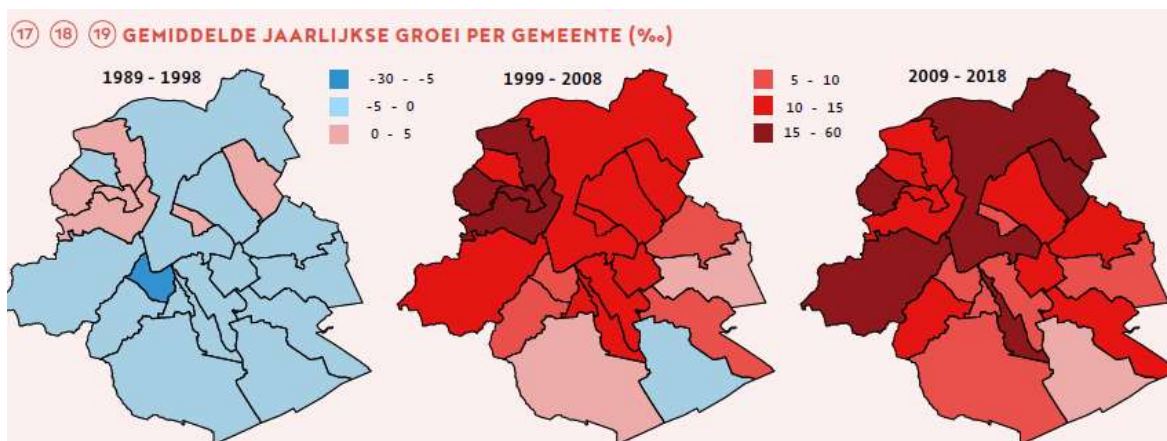 17 18 19 GEMIDDELDE JAARLIJKSE GROEI PER GEMEENTE (‰)
1989 - 1998
-30 - -5
-5 - 0
0 - 5
1999 - 2008
5 - 10
10 - 15
15 - 60
2009 - 2018